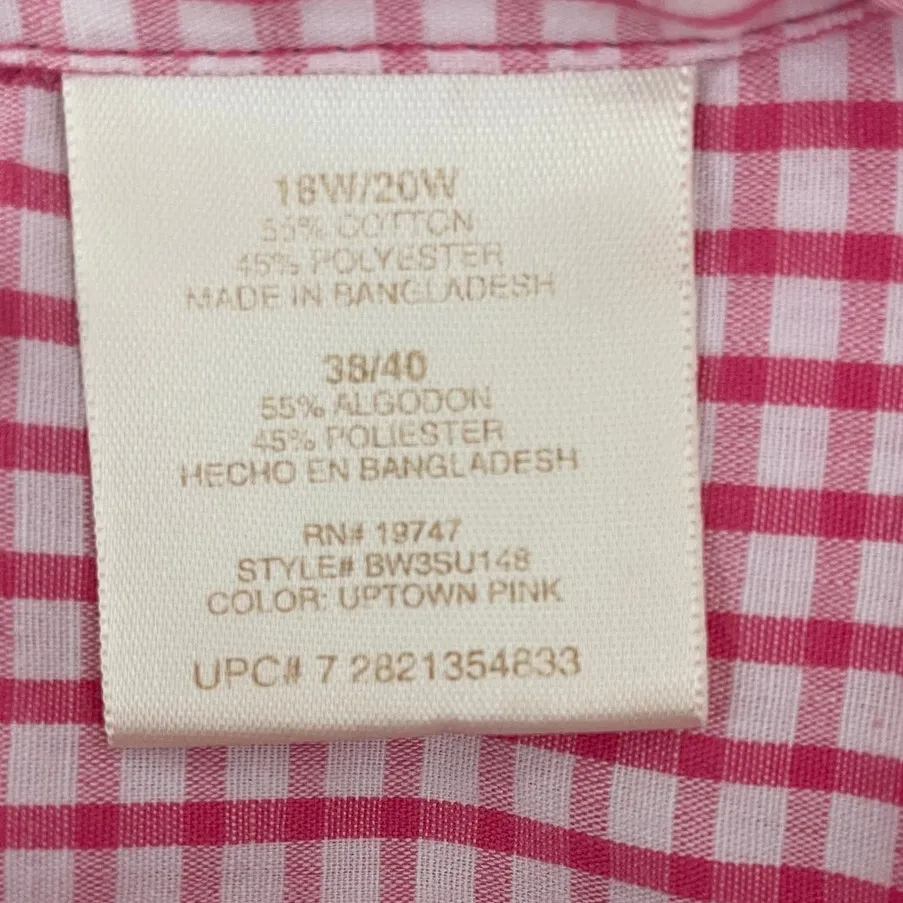 18W/20W
55% COTTON
45% POLYESTER
MADE IN BANGLADESH
38/40
55% ALGODON
45% POLIESTER
HECHO EN BANGLADESH
RN# 19747
STYLE# BW3SU148
COLOR: UPTOWN PINK
UPC# 7 2821354833